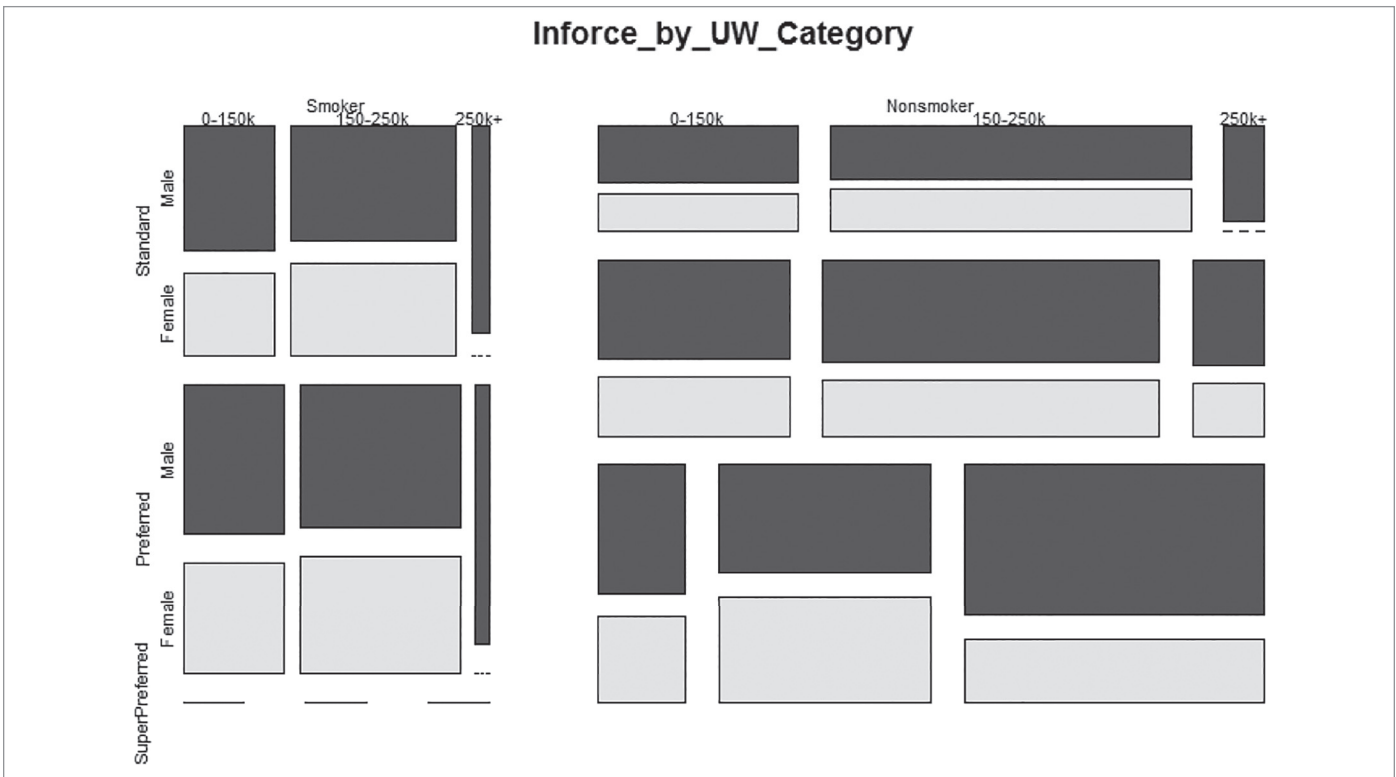 Inforce_by_UW_Category
Smoker
Nonsmoker
0-150k
150-250k
250k+
0-150k
150-250k
250k+
Standard
Male
Female
Preferred
Male
Female
SuperPreferred